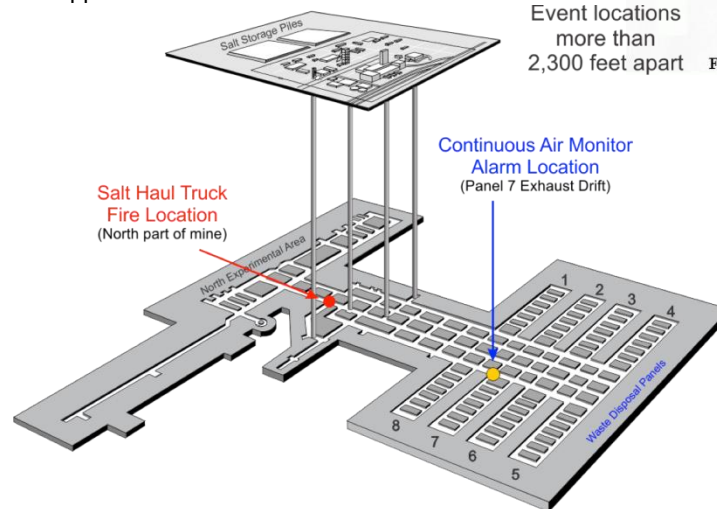 Event locations
more than
2,300 feet apart
F
Salt Storage Piles
Continuous Air Monitor
Alarm Location
(Panel 7 Exhaust Drift)
Salt Haul Truck
Fire Location
(North part of mine)
North Experimental Area
1
2
3
4
8
7
6
5
Waste Disposal Panels